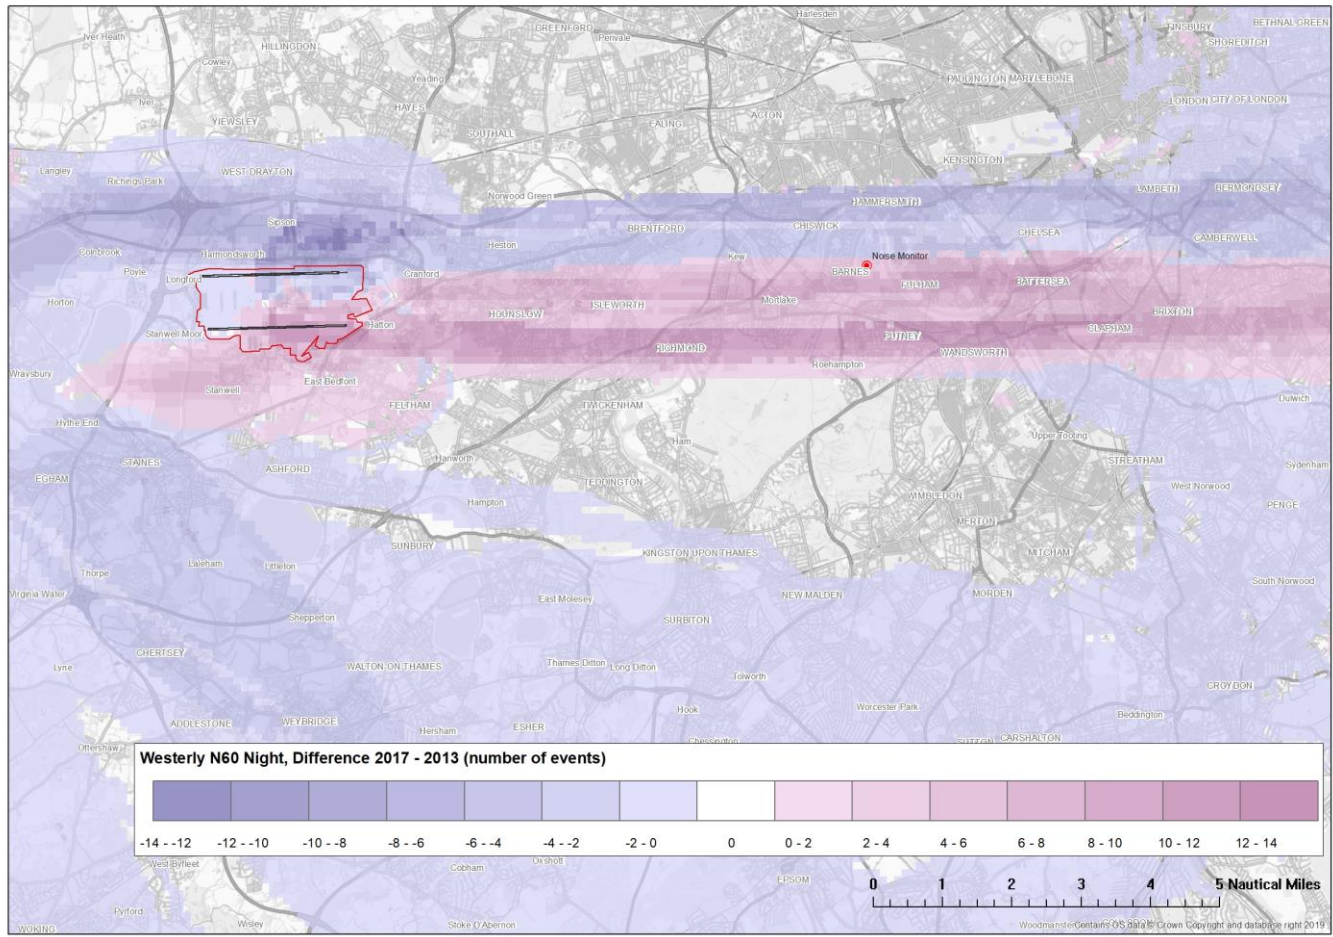 Harlesden
GREENFORD
Perivale
FINSBURY
BETHNAL GREEN
Iver Heath
HILLINGDON
SHOREDITCH
Cowley
Yeading
PADDINGTON
MARYLEBONE
Iver
HAYES
LONDON
CITY OF LONDON
YIEWSLEY
EALING
ACTON
SOUTHALL
KENSINGTON
Langley
WEST DRAYTON
Richings Park
LAMBETH
BERMONDSEY
Norwood Green
HAMMERSMITH
Sipson
BRENTFORD
CHISWICK
CHELSEA
CAMBERWELL
Heston
Colnbrook
Harmondsworth
Kew
Noise Monitor
Poyle
Longford
Cranford
BARNES
FULHAM
BATTERSEA
Horton
ISLEWORTH
Mortlake
HOUNSLOW
BRIXTON
Hatton
CLAPHAM
Stanwell Moor
PUTNEY
RICHMOND
WANDSWORTH
Roehampton
Wraysbury
Stanwell
East Bedfont
FELTHAM
TWICKENHAM
Dulwich
Hythe End
Ham
Upper Tooting
STAINES
Hanworth
STREATHAM
ASHFORD
Sydenham
EGHAM
TEDDINGTON
West Norwood
Hampton
WIMBLEDON
PENGE
MERTON
SUNBURY
KINGSTON UPON THAMES
MITCHAM
Laleham
Littleton
Thorpe
South Norwood
Virginia Water
East Molesey
NEW MALDEN
MORDEN
Shepperton
SURBITON
CHERTSEY
Lyne
WALTON-ON-THAMES
Thames Ditton
Long Ditton
Tolworth
CROYDON
Hook
Worcester Park
Beddington
ADDLESTONE
WEYBRIDGE
ESHER
Hersham
Chessington
SUTTON
CARSHALTON
Ottershaw
Westerly N60 Night, Difference 2017 - 2013 (number of events)
-14 - -12
-12 - -10
-10 - -8
-8 - -6
-6 - -4
-4 - -2
-2 - 0
0
0 - 2
2 - 4
4 - 6
6 - 8
8 - 10
10 - 12
12 - 14
West Byfleet
Cobham
Oxshott
EPSOM
0 1 2 3 4 5 Nautical Miles
Pyrford
Wisley
Stoke D'Abernon
WOKING
Contains OS data © Crown Copyright and database right 2019